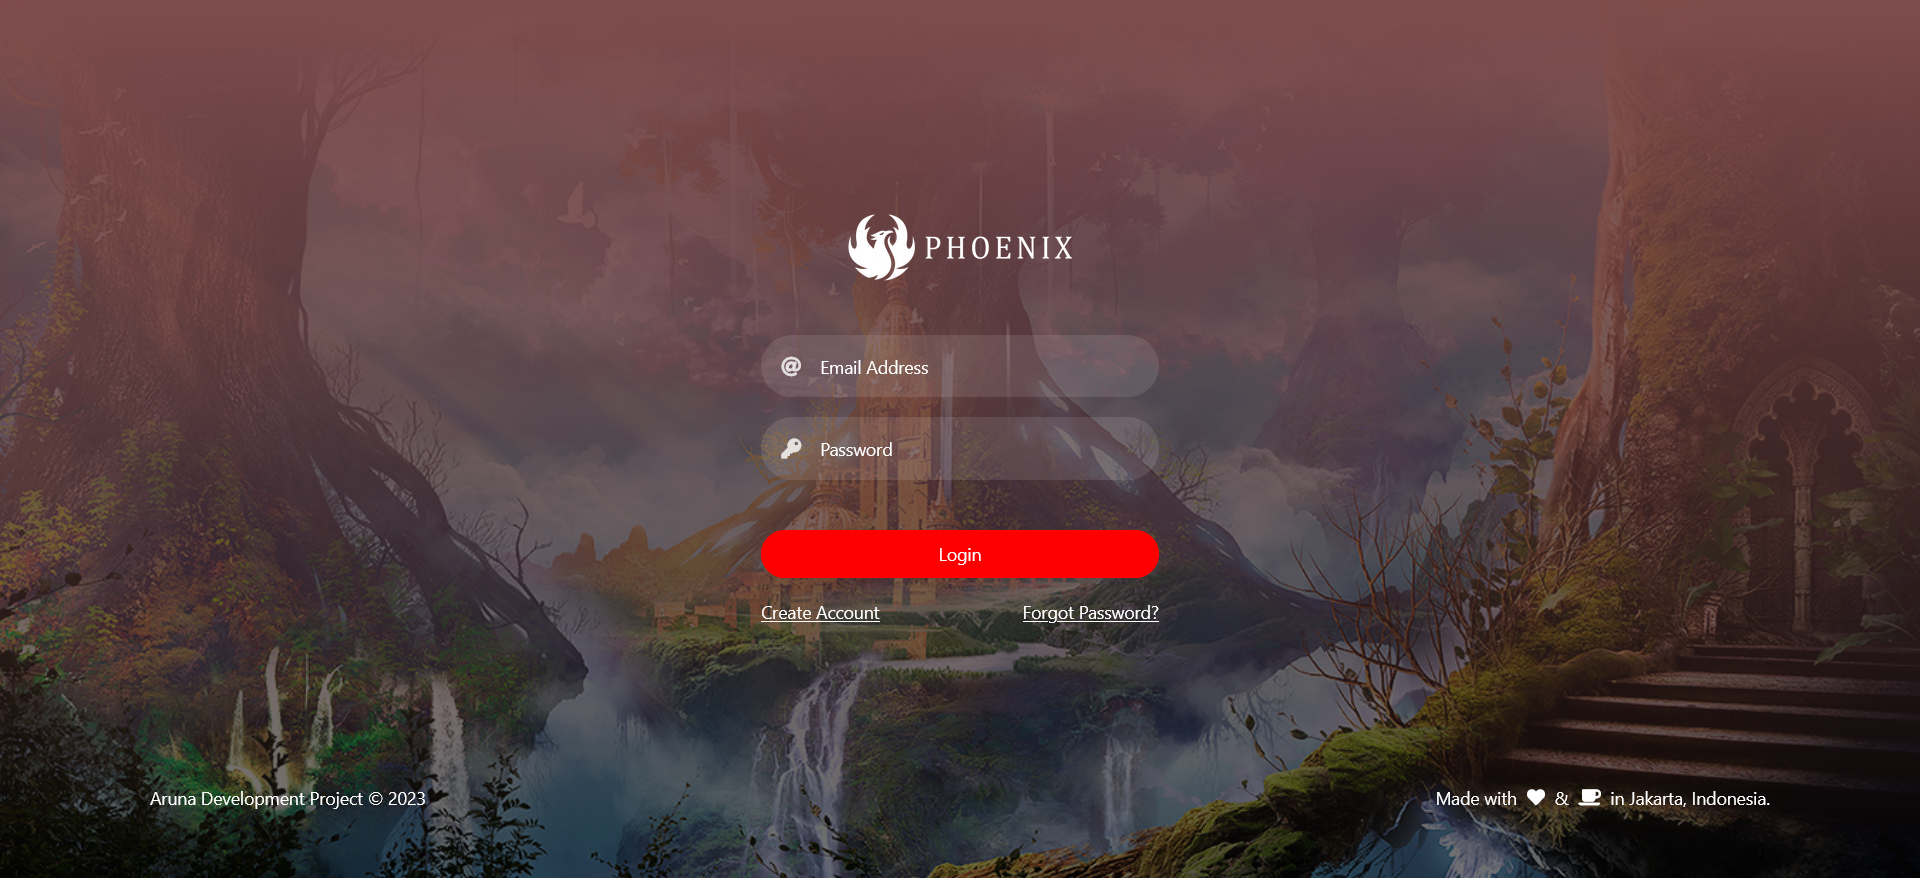 PHOENIX
Email Address
Password
Login
Create Account
Forgot Password?
Aruna Development Project © 2023
Made with & in Jakarta, Indonesia.